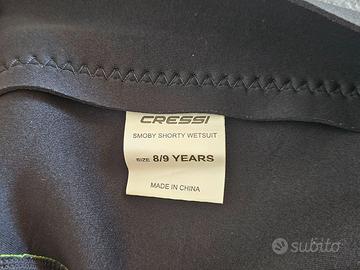 CRESSI
SMOBY SHORTY WETSUIT
SIZE 8/9 YEARS
MADE IN CHINA
subito